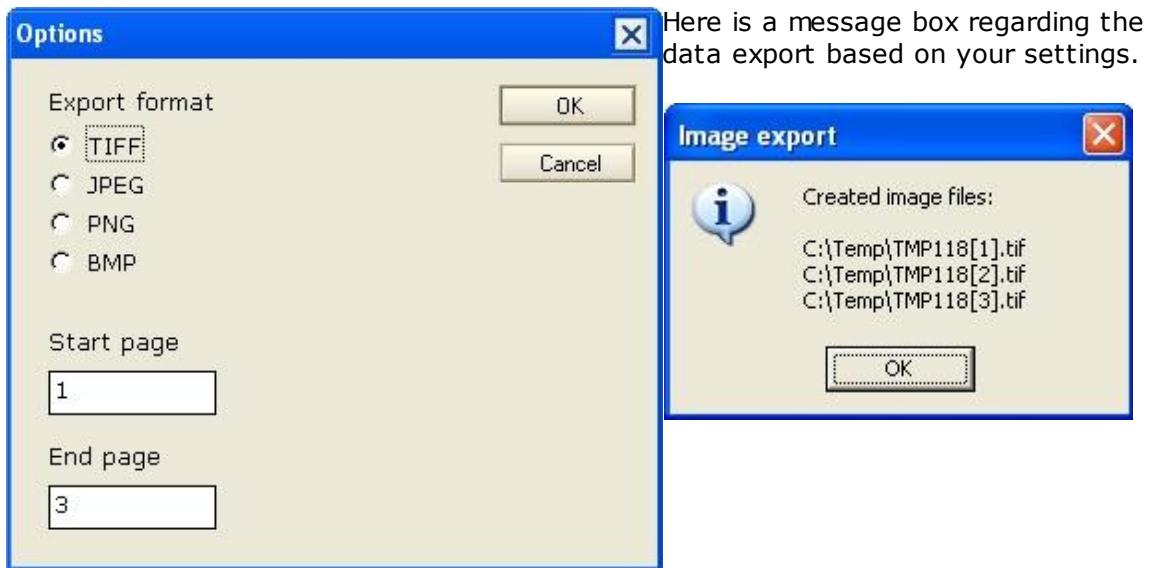 Options
Export format
TIFF
JPEG
PNG
BMP
Start page
1
End page
3
OK
Cancel
Here is a message box regarding the
data export based on your settings.
Image export
Created image files:
C:\Temp\TMP118[1].tif
C:\Temp\TMP118[2].tif
C:\Temp\TMP118[3].tif
OK